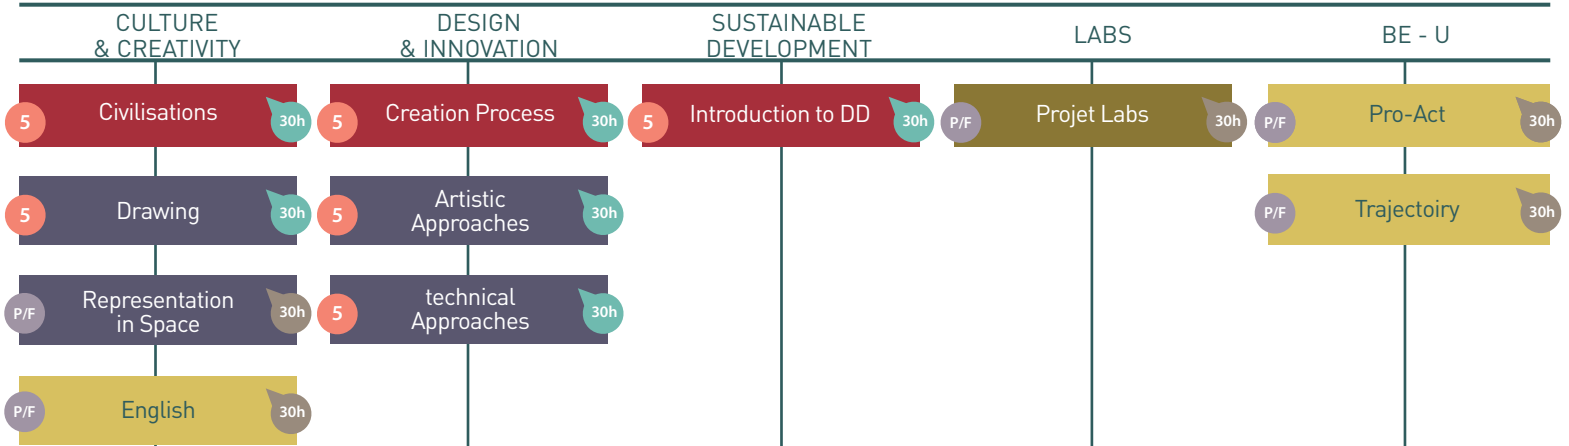 CULTURE
& CREATIVITY
DESIGN
& INNOVATION
SUSTAINABLE
DEVELOPMENT
LABS
BE - U
5
Civilisations
30h
5
Creation Process
30h
5
Introduction to DD
30h
P/F
Projet Labs
30h
P/F
Pro-Act
30h
5
Drawing
30h
5
Artistic
Approaches
30h
P/F
Trajectoiry
30h
P/F
Representation
in Space
30h
5
technical
Approaches
30h
P/F
English
30h